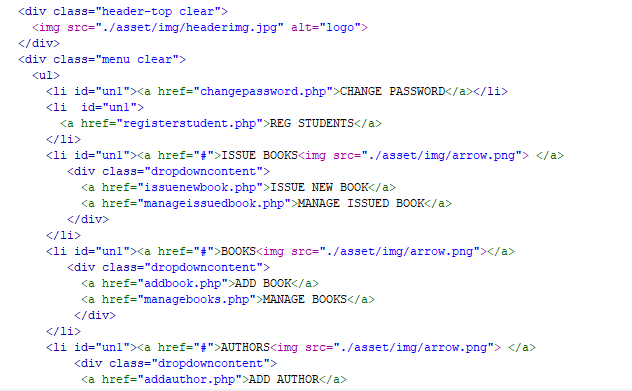 <div class="header-top clear">
<img src="./asset/img/headerimg.jpg" alt="logo">
</div>
<div class="menu clear">
<ul>
<li id="un1"><a href="changepassword.php">CHANGE PASSWORD</a></li>
<li  id="un1">
<a href="registerstudent.php">REG STUDENTS</a>
</li>
<li id="un1"><a href="#">ISSUE BOOKS<img src="./asset/img/arrow.png"> </a>
<div class="dropdowncontent">
<a href="issuenewbook.php">ISSUE NEW BOOK</a>
<a href="manageissuedbook.php">MANAGE ISSUED BOOK</a>
</div>
</li>
<li id="un1"><a href="#">BOOKS<img src="./asset/img/arrow.png"></a>
<div class="dropdowncontent">
<a href="addbook.php">ADD BOOK</a>
<a href="managebooks.php">MANAGE BOOKS</a>
</div>
</li>
<li id="un1"><a href="#">AUTHORS<img src="./asset/img/arrow.png"> </a>
<div class="dropdowncontent">
<a href="addauthor.php">ADD AUTHOR</a>